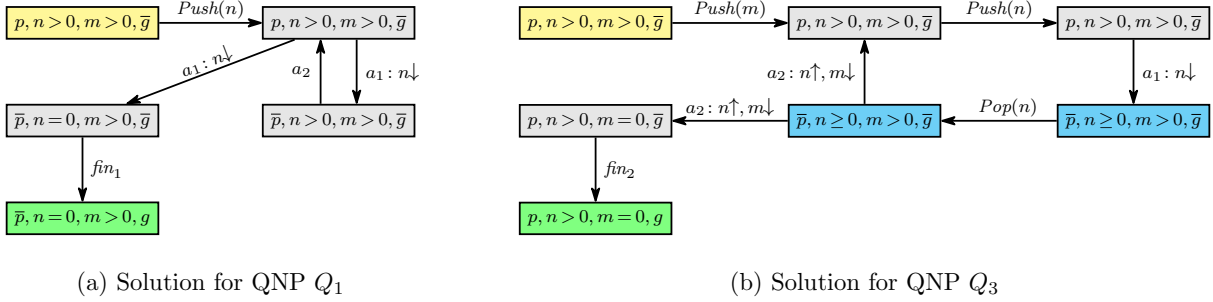 p, n > 0, m > 0, g̅
Push(n)
p, n > 0, m > 0, g̅
a₁ : n↓
a₂
a₁ : n↓
p̅, n = 0, m > 0, g̅
p̅, n > 0, m > 0, g̅
fin₁
p̅, n = 0, m > 0, g
(a) Solution for QNP Q₁
p, n > 0, m > 0, g̅
Push(m)
p, n > 0, m > 0, g̅
Push(n)
p, n > 0, m > 0, g̅
a₂ : n↑, m↓
a₁ : n↓
p, n > 0, m = 0, g̅
a₂ : n↑, m↓
p̅, n ≥ 0, m > 0, g̅
Pop(n)
p̅, n ≥ 0, m > 0, g̅
fin₂
p, n > 0, m = 0, g
(b) Solution for QNP Q₃